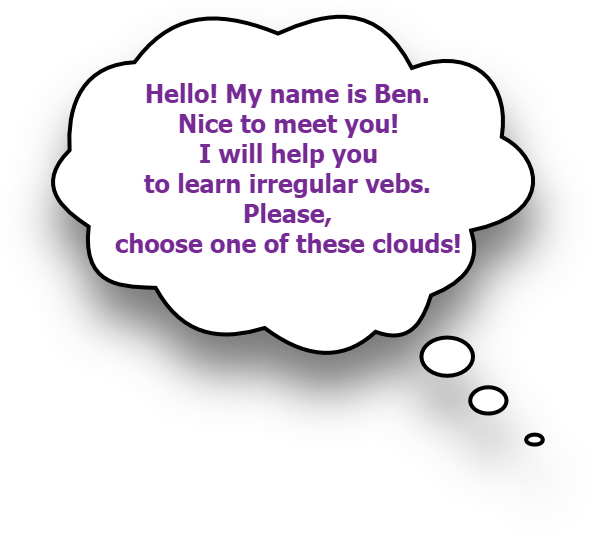 Hello! My name is Ben.
Nice to meet you!
I will help you
to learn irregular vebs.
Please,
choose one of these clouds!